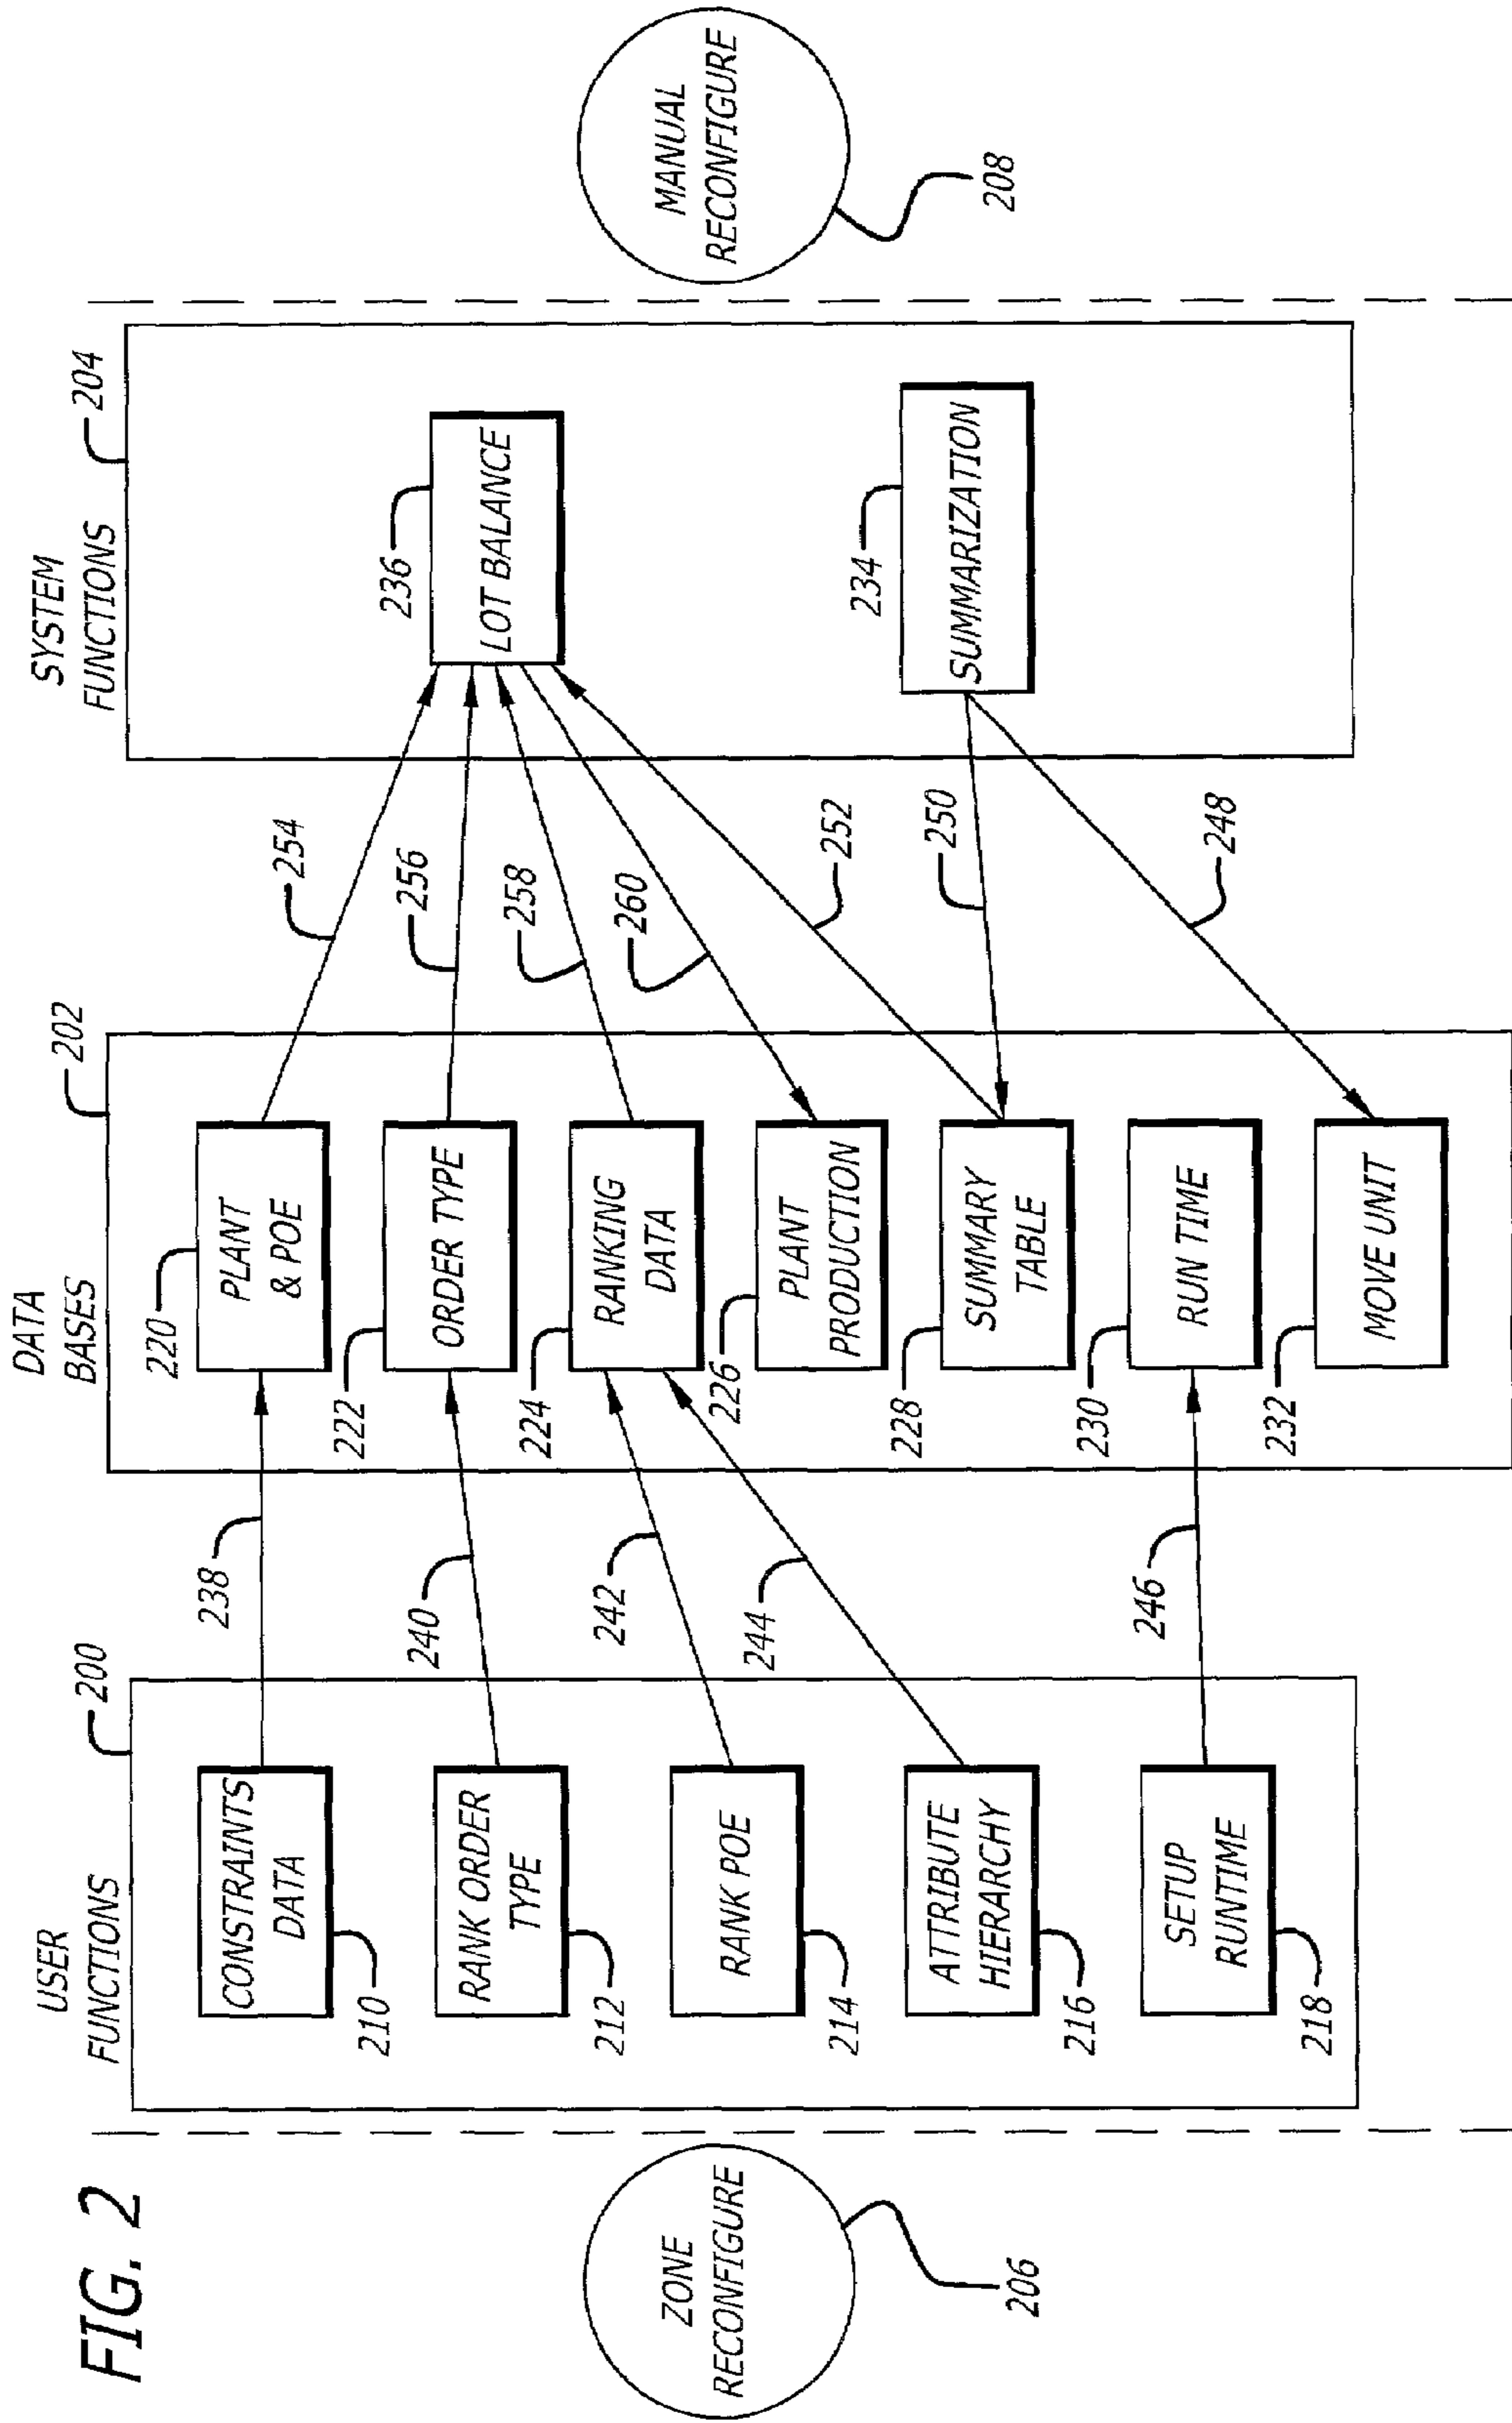 FIG. 2
USER
FUNCTIONS
200
DATA
BASES
202
SYSTEM
FUNCTIONS
204
ZONE
RECONFIGURE
206
CONSTRAINTS
DATA
210
RANK ORDER
TYPE
212
RANK POE
214
ATTRIBUTE
HIERARCHY
216
SETUP
RUNTIME
218
238
240
242
244
246
220
PLANT
& POE
222
ORDER TYPE
224
RANKING
DATA
226
PLANT
PRODUCTION
228
SUMMARY
TABLE
230
RUN TIME
232
MOVE UNIT
254
256
258
260
252
250
248
236
LOT BALANCE
234
SUMMARIZATION
MANUAL
RECONFIGURE
208